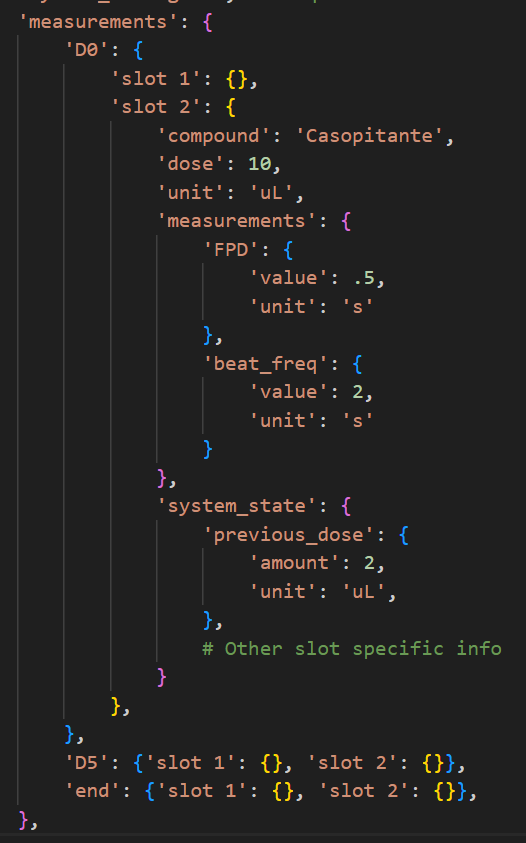 'measurements': {
    'D0': {
        'slot 1': {},
        'slot 2': {
            'compound': 'Casopitante',
            'dose': 10,
            'unit': 'uL',
            'measurements': {
                'FPD': {
                    'value': .5,
                    'unit': 's'
                },
                'beat_freq': {
                    'value': 2,
                    'unit': 's'
                }
            },
            'system_state': {
                'previous_dose': {
                    'amount': 2,
                    'unit': 'uL',
                },
                # Other slot specific info
            }
        },
    },
    'D5': {'slot 1': {}, 'slot 2': {}},
    'end': {'slot 1': {}, 'slot 2': {}},
},